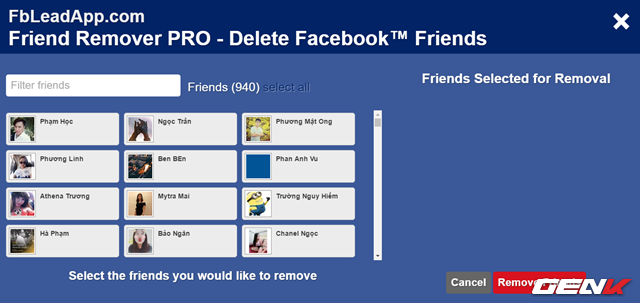 FbLeadApp.com
Friend Remover PRO - Delete Facebook™ Friends
Filter friends
Friends (940) select all
Friends Selected for Removal
Phạm Học
Ngọc Trần
Phương Mật Ong
Phương Linh
Ben BEn
Phan Anh Vu
Athena Trương
Mytra Mai
Trường Nguy Hiểm
Hà Phạm
Bảo Ngân
Chanel Ngọc
Select the friends you would like to remove
Cancel
Remove
GENK